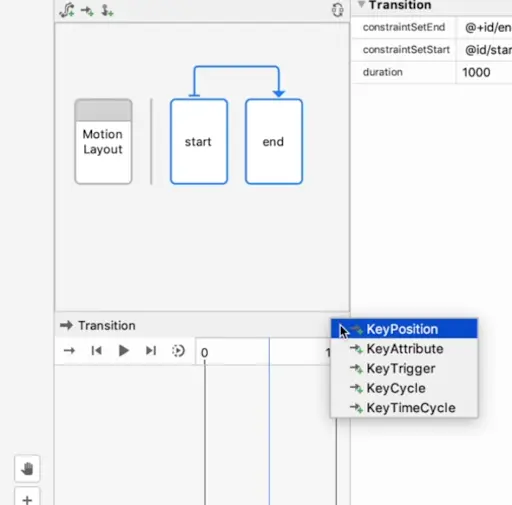 Transition
constraintSetEnd @+id/en
constraintSetStart @id/star
duration 1000
Motion
Layout
start
end
Transition
0
1
KeyPosition
KeyAttribute
KeyTrigger
KeyCycle
KeyTimeCycle